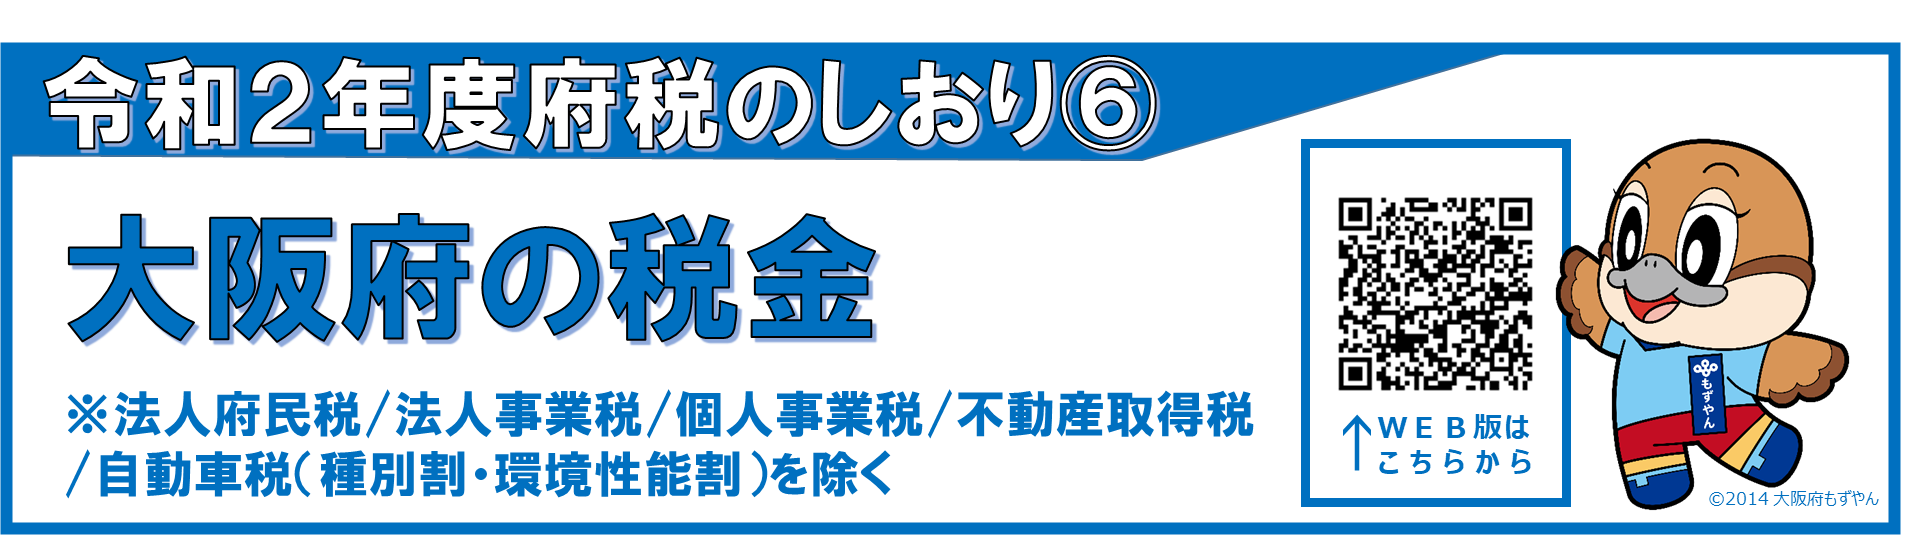 令和2年度府税のしおり⑥
大阪府の税金
※法人府民税/法人事業税/個人事業税/不動産取得税
/自動車税(種別割・環境性能割)を除く
↑WEB版は
こちらから
もずやん
©2014 大阪府もずやん